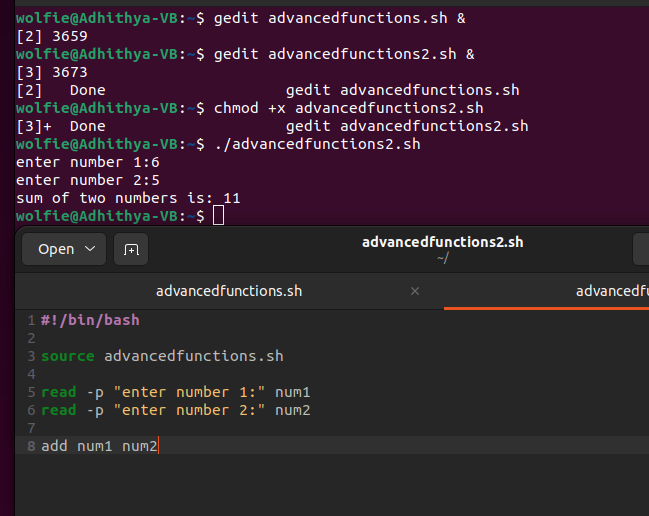 wolfie@Adhithya-VB:~$ gedit advancedfunctions.sh &
[2] 3659
wolfie@Adhithya-VB:~$ gedit advancedfunctions2.sh &
[3] 3673
[2]   Done                    gedit advancedfunctions.sh
wolfie@Adhithya-VB:~$ chmod +x advancedfunctions2.sh
[3]+  Done                    gedit advancedfunctions2.sh
wolfie@Adhithya-VB:~$ ./advancedfunctions2.sh
enter number 1:6
enter number 2:5
sum of two numbers is: 11
wolfie@Adhithya-VB:~$
Open advancedfunctions2.sh
~/
advancedfunctions.sh × advancedfu
1 #!/bin/bash
2
3 source advancedfunctions.sh
4
5 read -p "enter number 1:" num1
6 read -p "enter number 2:" num2
7
8 add num1 num2